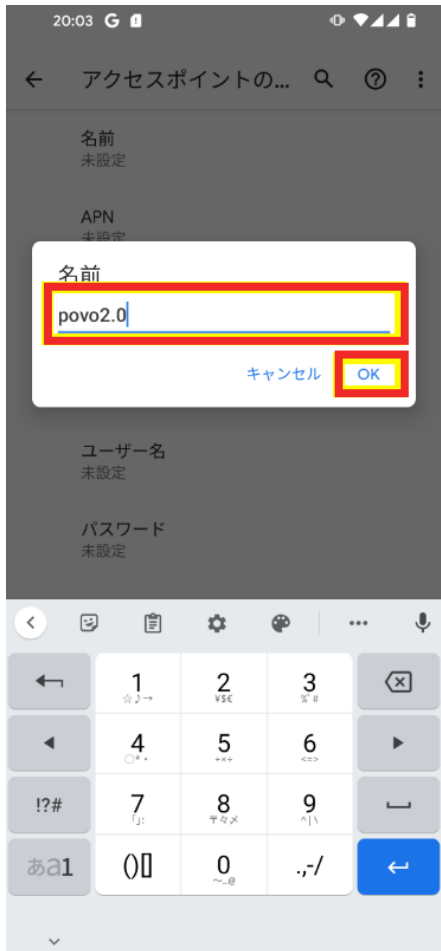 20:03 G
アクセスポイントの...
名前
未設定
APN
未設定
名前
povo2.0
キャンセル OK
ユーザー名
未設定
パスワード
未設定
1 2 3
☆♪→ ¥$€ %゜#
4 5 6
○*・ +×÷ <=>
!?# 7 8 9
「」: 〒々〆 ^|\
あa1 ()[] 0 .,-/
〜…@